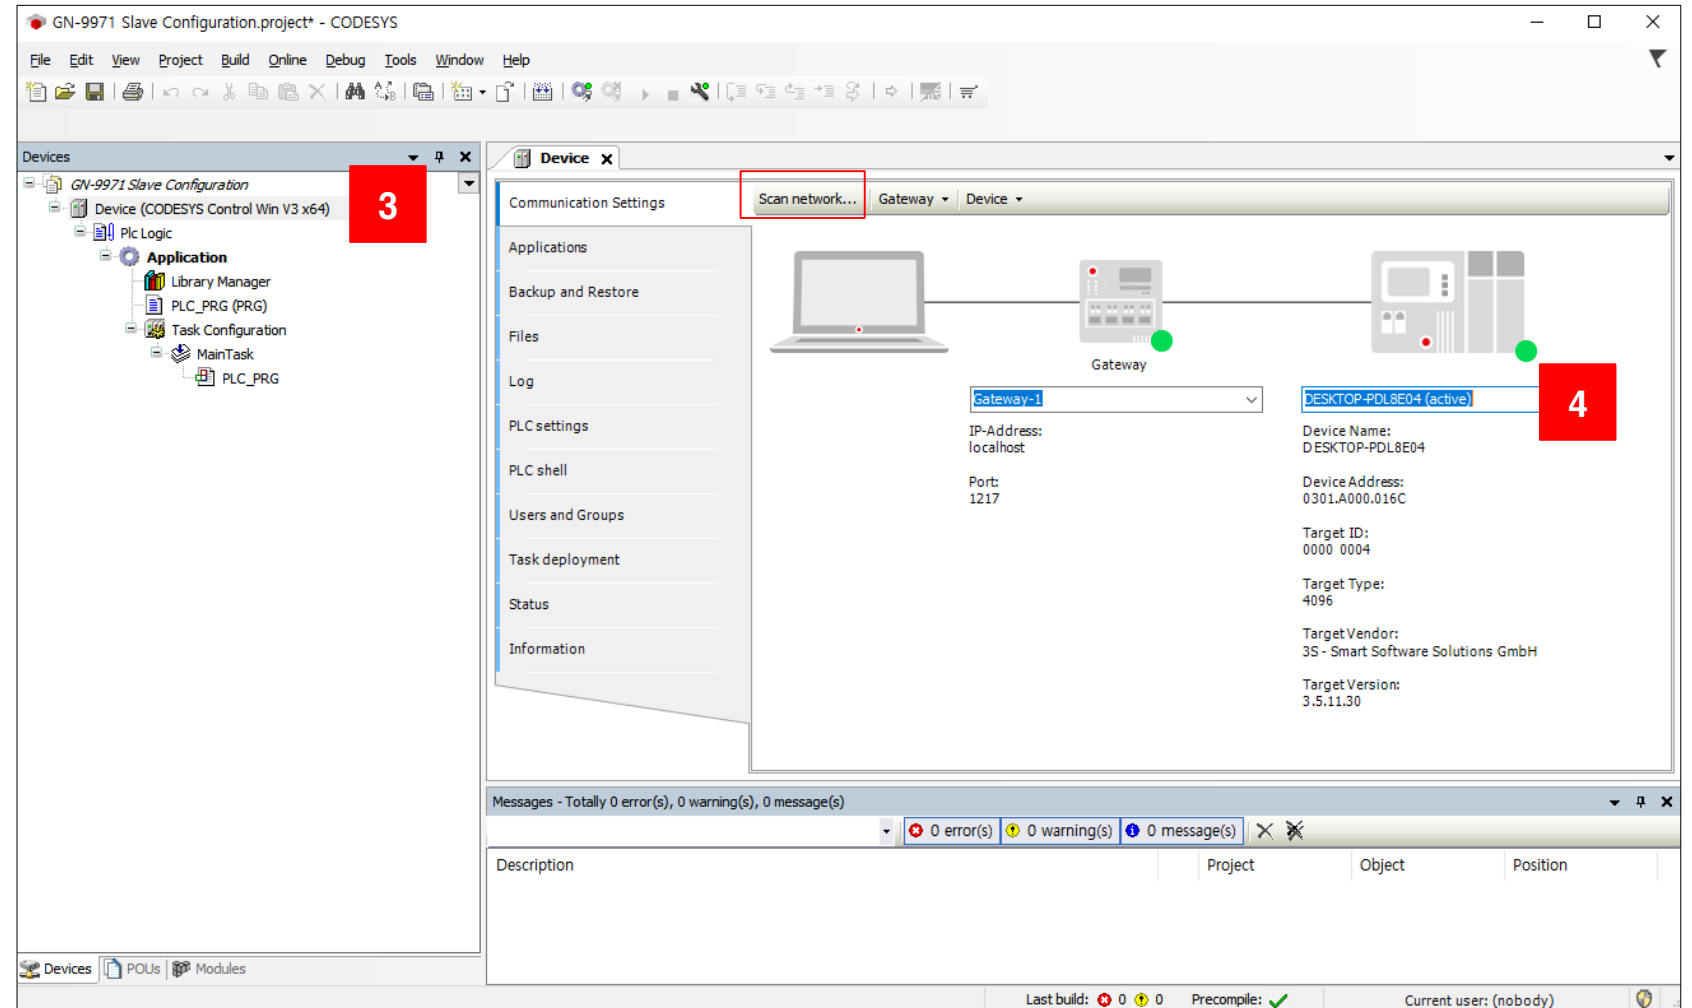 GN-9971 Slave Configuration.project* - CODESYS
File Edit View Project Build Online Debug Tools Window Help
Devices
GN-9971 Slave Configuration
Device (CODESYS Control Win V3 x64)
3
Plc Logic
Application
Library Manager
PLC_PRG (PRG)
Task Configuration
MainTask
PLC_PRG
Devices POUs Modules
Device
Communication Settings
Applications
Backup and Restore
Files
Log
PLC settings
PLC shell
Users and Groups
Task deployment
Status
Information
Scan network... Gateway Device
Gateway
Gateway-1
IP-Address:
localhost
Port:
1217
DESKTOP-PDL8E04 (active)
4
Device Name:
DESKTOP-PDL8E04
Device Address:
0301.A000.016C
Target ID:
0000 0004
Target Type:
4096
Target Vendor:
3S - Smart Software Solutions GmbH
Target Version:
3.5.11.30
Messages - Totally 0 error(s), 0 warning(s), 0 message(s)
0 error(s) 0 warning(s) 0 message(s)
Description Project Object Position
Last build: 0 0 Precompile: Current user: (nobody)